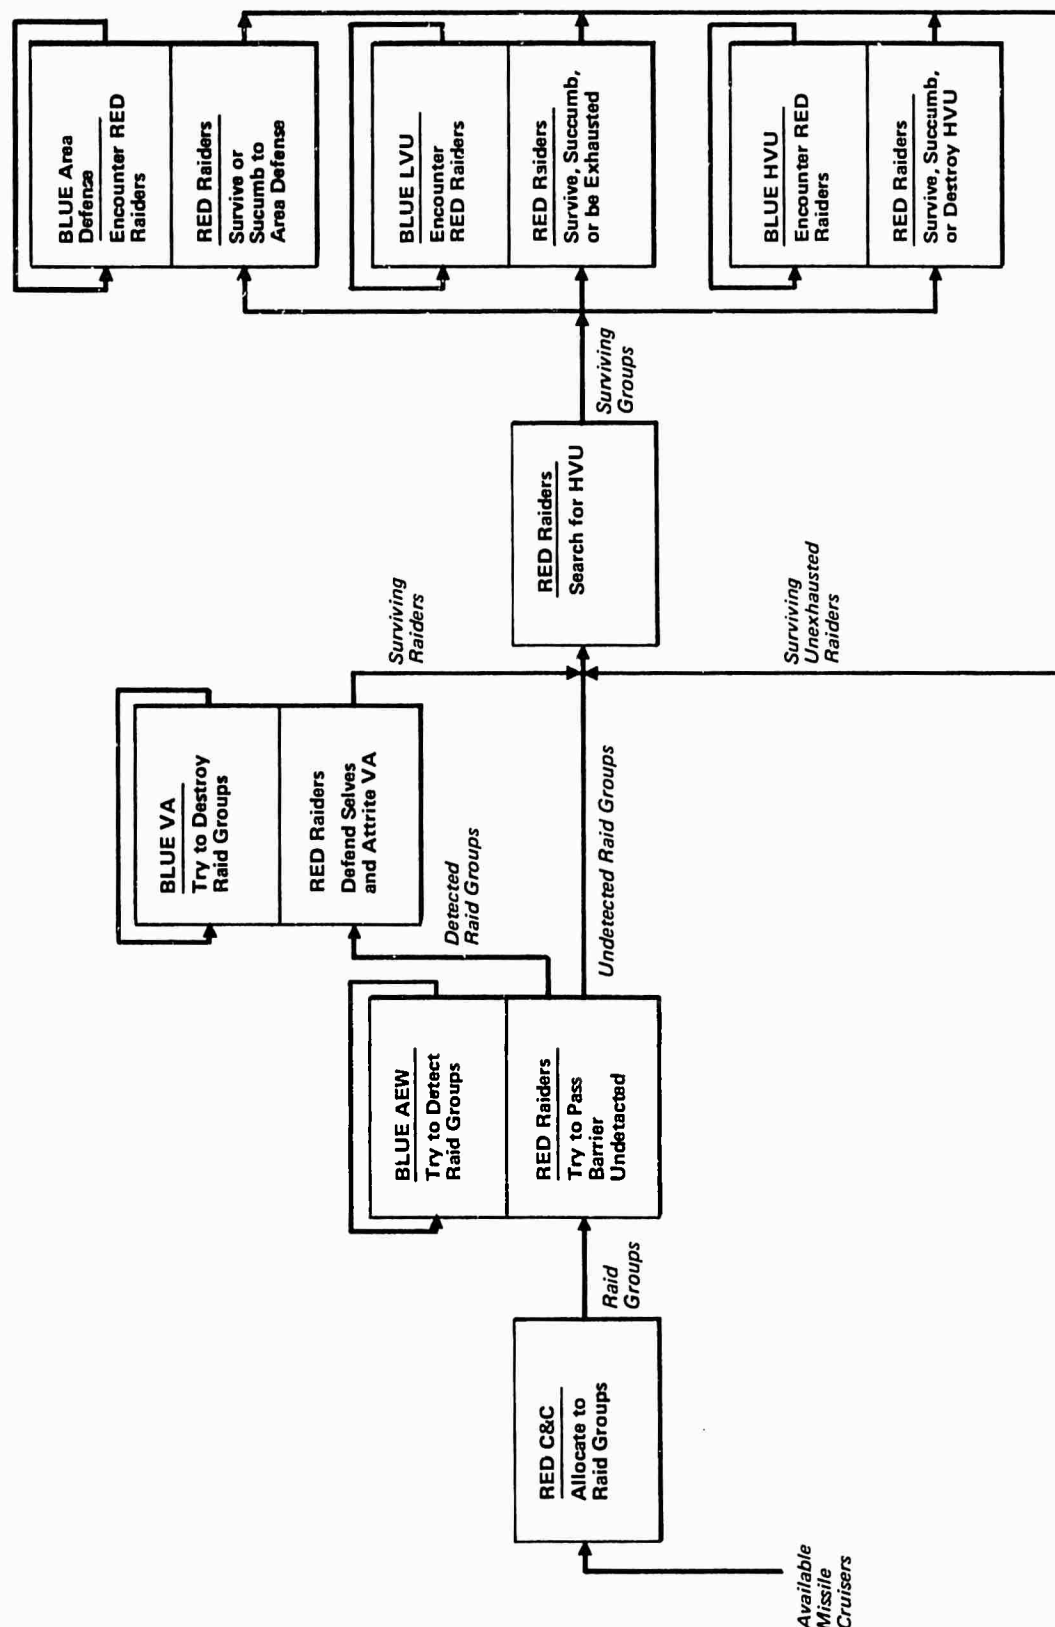 Available
Missile
Cruisers
RED C&C
Allocate to
Raid Groups
Raid
Groups
BLUE AEW
Try to Detect
Raid Groups
RED Raiders
Try to Pass
Barrier
Undetacted
Detected
Raid Groups
Undetected Raid Groups
BLUE VA
Try to Destroy
Raid Groups
RED Raiders
Defend Selves
and Attrite VA
Surviving
Raiders
Surviving
Unexhausted
Raiders
RED Raiders
Search for HVU
Surviving
Groups
BLUE Area
Defense
Encounter RED
Raiders
RED Raiders
Survive or
Sucumb to
Area Defense
BLUE LVU
Encounter
RED Raiders
RED Raiders
Survive, Succumb,
or be Exhausted
BLUE HVU
Encounter RED
Raiders
RED Raiders
Survive, Succumb,
or Destroy HVU